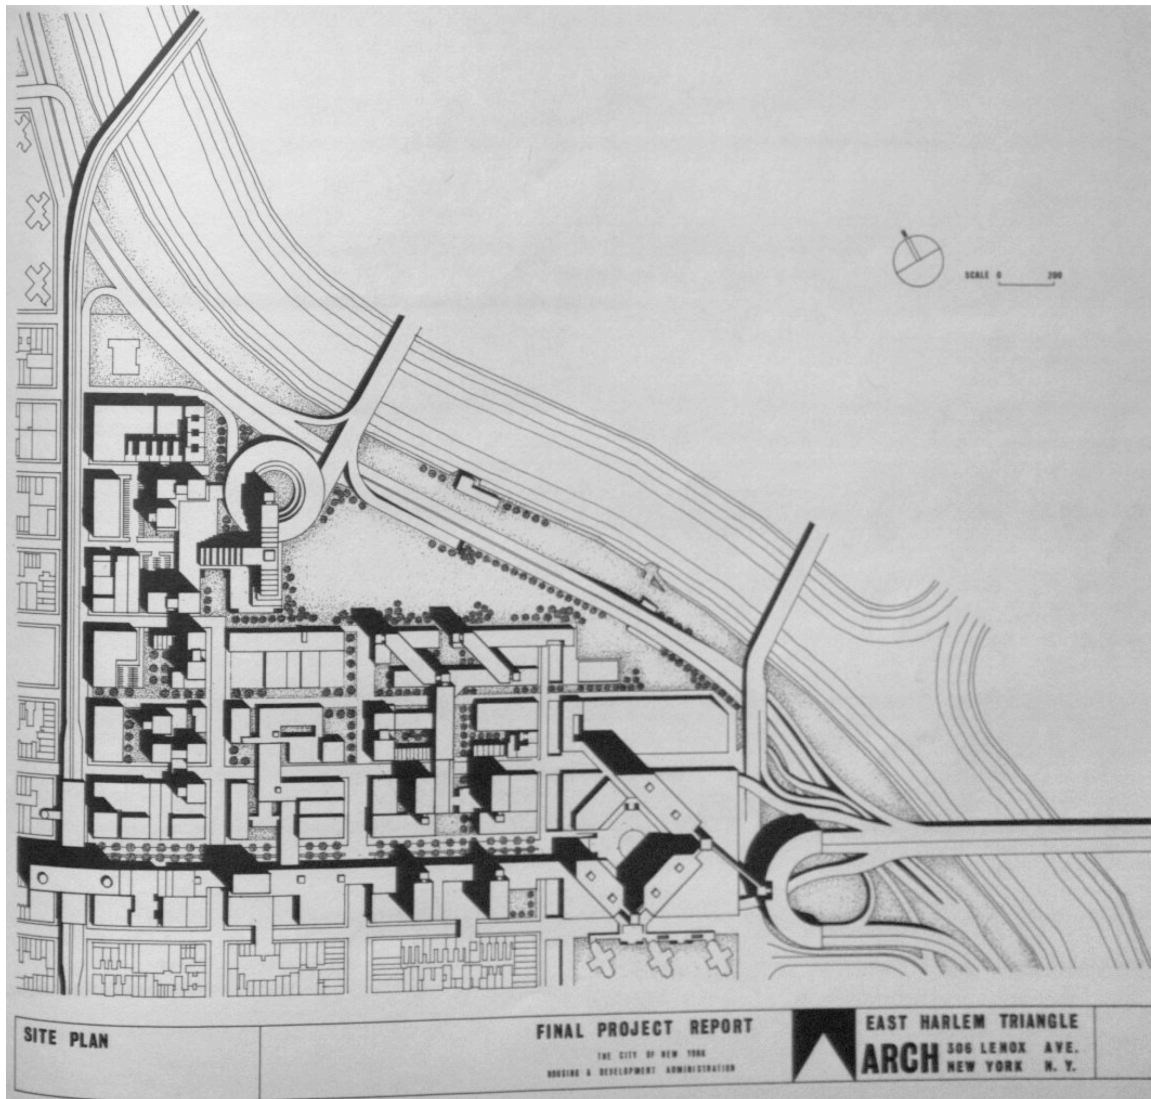 SCALE 0 200
SITE PLAN
FINAL PROJECT REPORT
THE CITY OF NEW YORK
HOUSING & DEVELOPMENT ADMINISTRATION
EAST HARLEM TRIANGLE
ARCH 306 LENOX AVE.
NEW YORK N.Y.